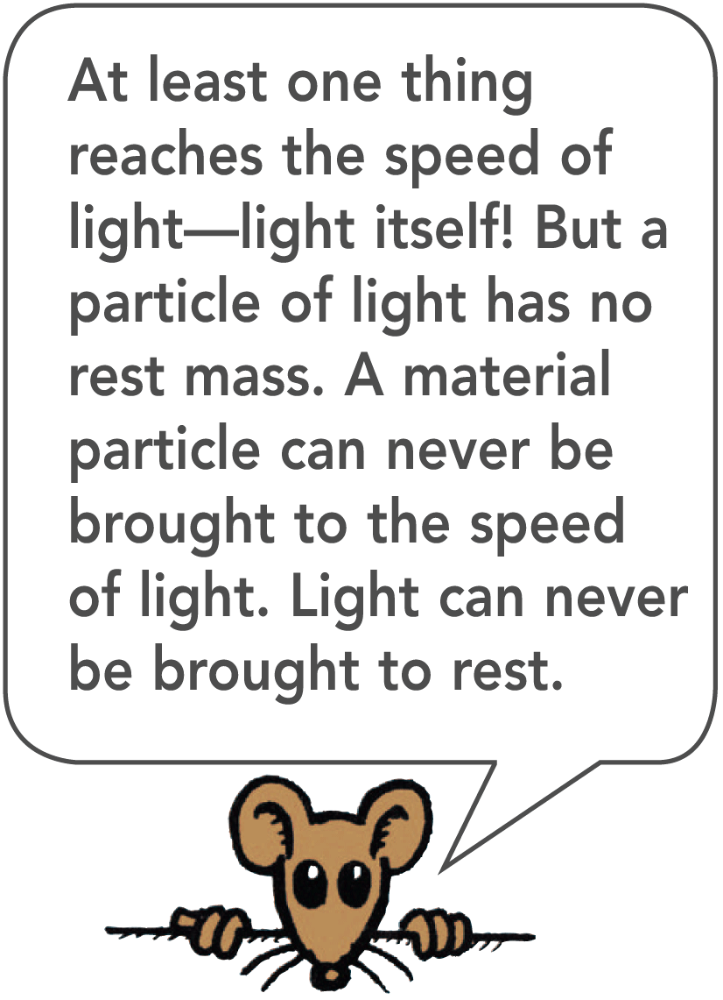 At least one thing
reaches the speed of
light—light itself! But a
particle of light has no
rest mass. A material
particle can never be
brought to the speed
of light. Light can never
be brought to rest.